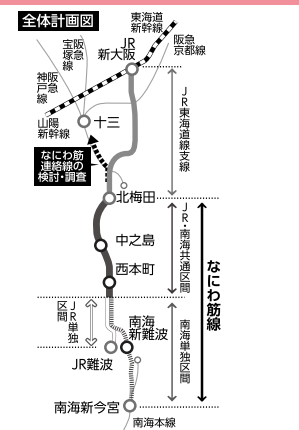 全体計画図
東海道
新幹線
阪急
京都線
宝塚
阪急
線
JR
新大阪
神阪
戸急
線
山陽
新幹線
十三
JR東海道線支線
なにわ筋
連絡線の
検討・調査
北梅田
中之島
西本町
JR・南海共通区間
なにわ筋線
区間
JR単独
南海
新難波
JR難波
南海単独区間
南海新今宮
南海本線